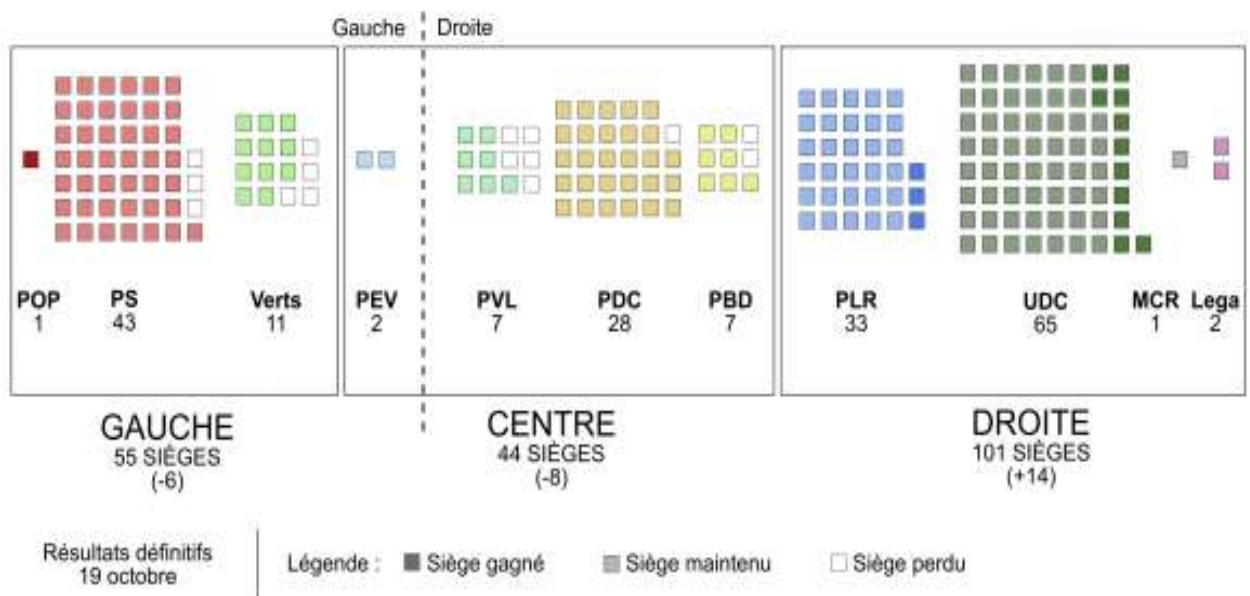 Gauche Droite
POP PS Verts PEV PVL PDC PBD PLR UDC MCR Lega
1 43 11 2 7 28 7 33 65 1 2
GAUCHE
55 SIÈGES
(-6)
CENTRE
44 SIÈGES
(-8)
DROITE
101 SIÈGES
(+14)
Résultats définitifs
19 octobre
Légende : Siège gagné Siège maintenu Siège perdu